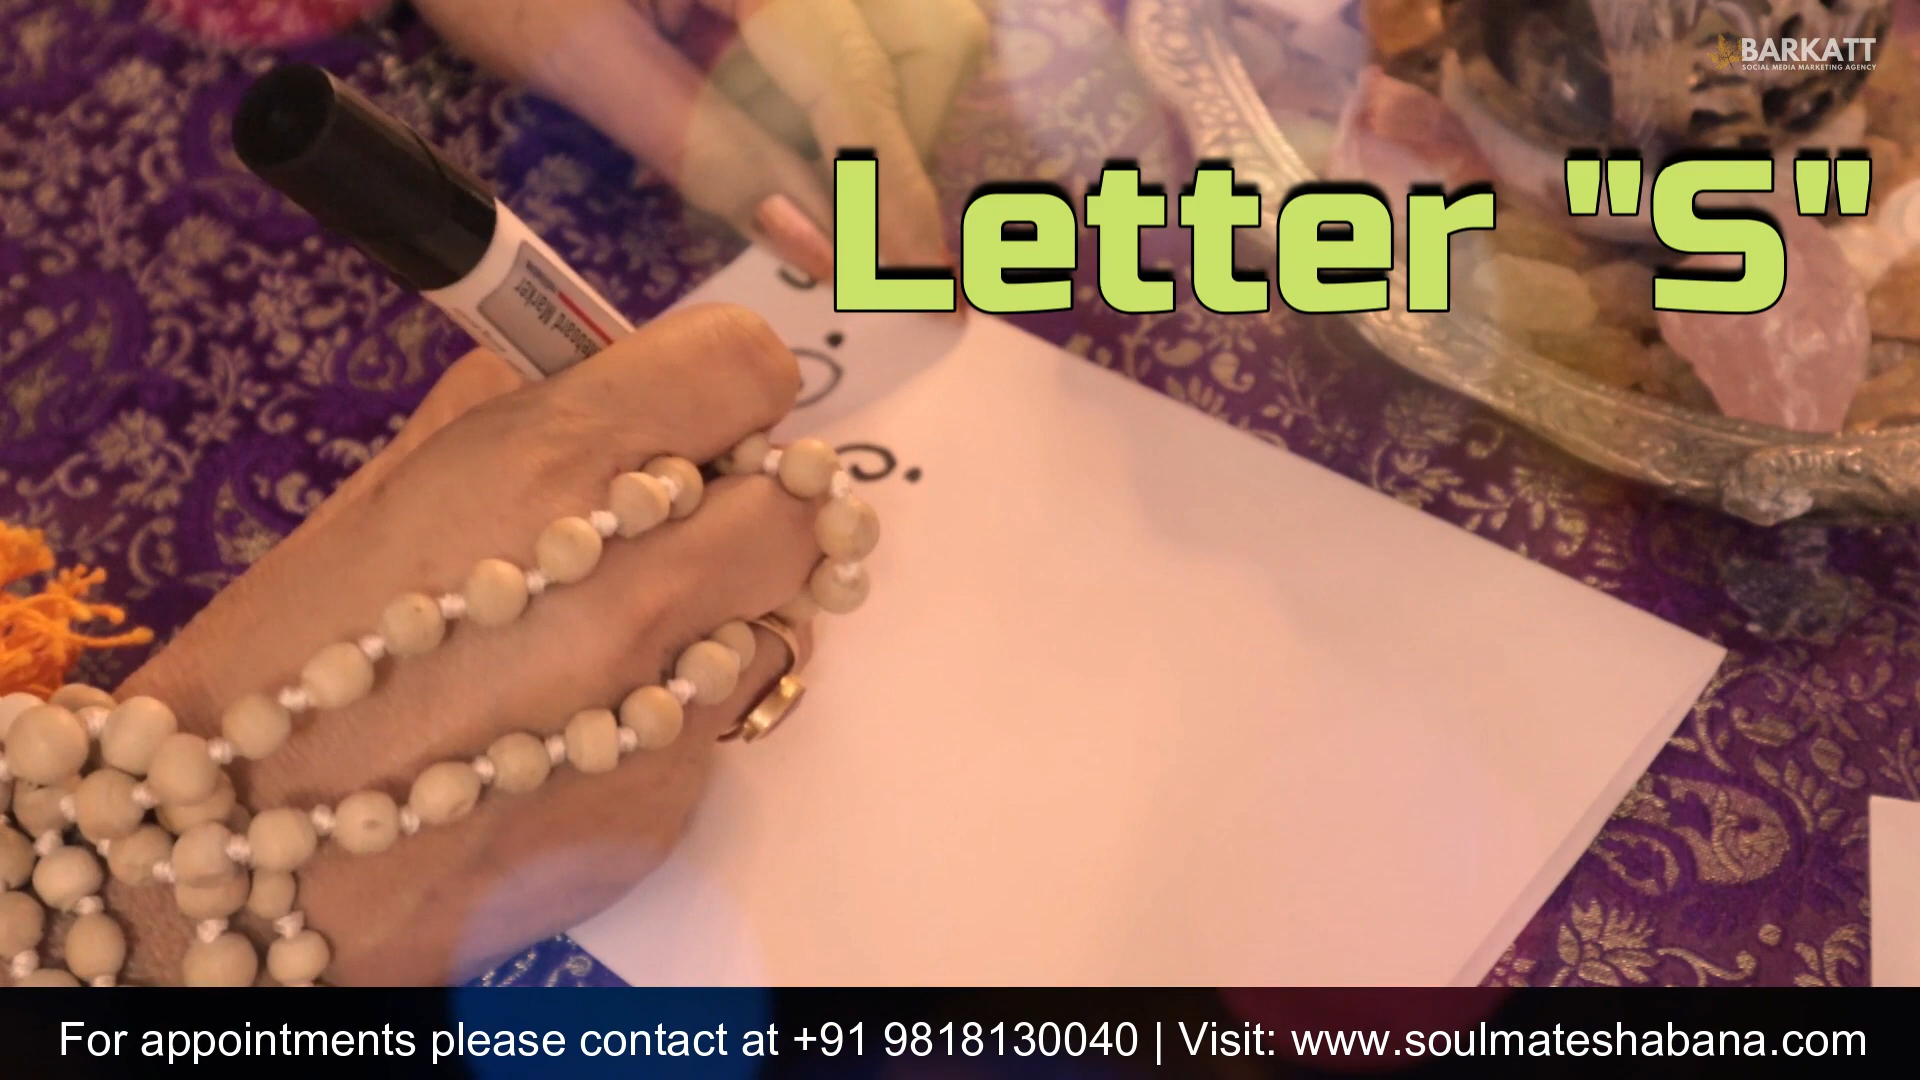 BARKATT
SOCIAL MEDIA MARKETING AGENCY
Letter "S"
For appointments please contact at +91 9818130040 | Visit: www.soulmateshabana.com